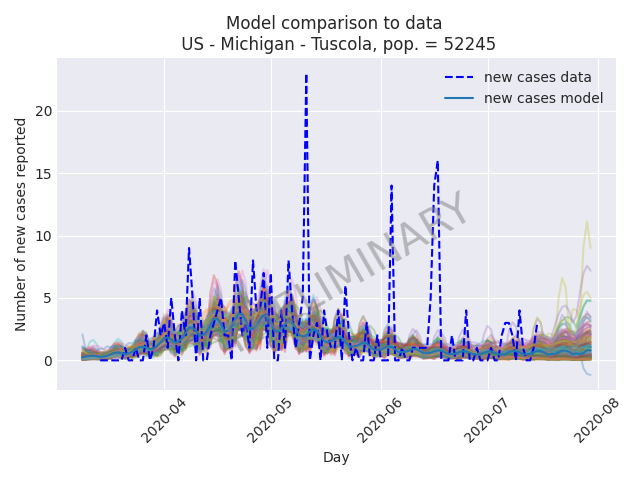 Model comparison to data
US - Michigan - Tuscola, pop. = 52245
new cases data
new cases model
Number of new cases reported
20
15
10
5
0
PRELIMINARY
2020-04
2020-05
2020-06
2020-07
2020-08
Day